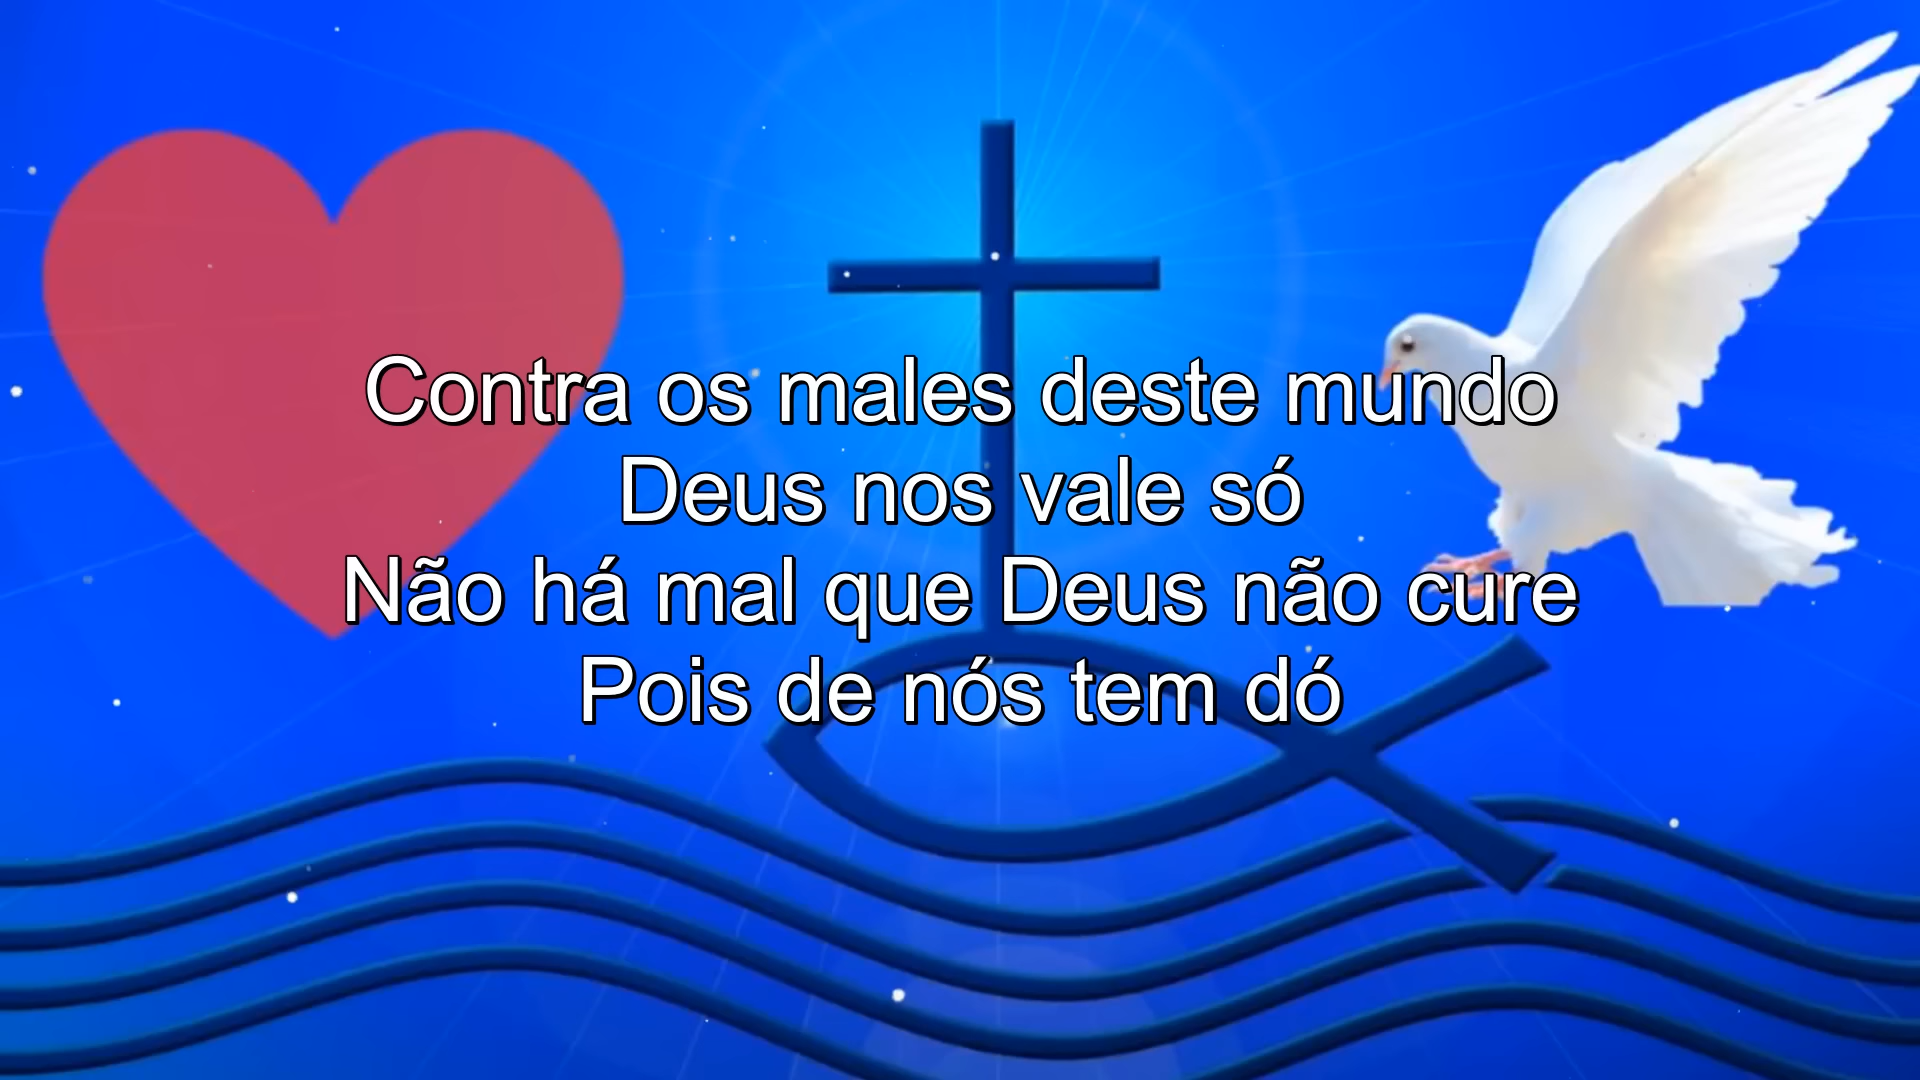 Contra os males deste mundo
Deus nos vale só
Não há mal que Deus não cure
Pois de nós tem dó